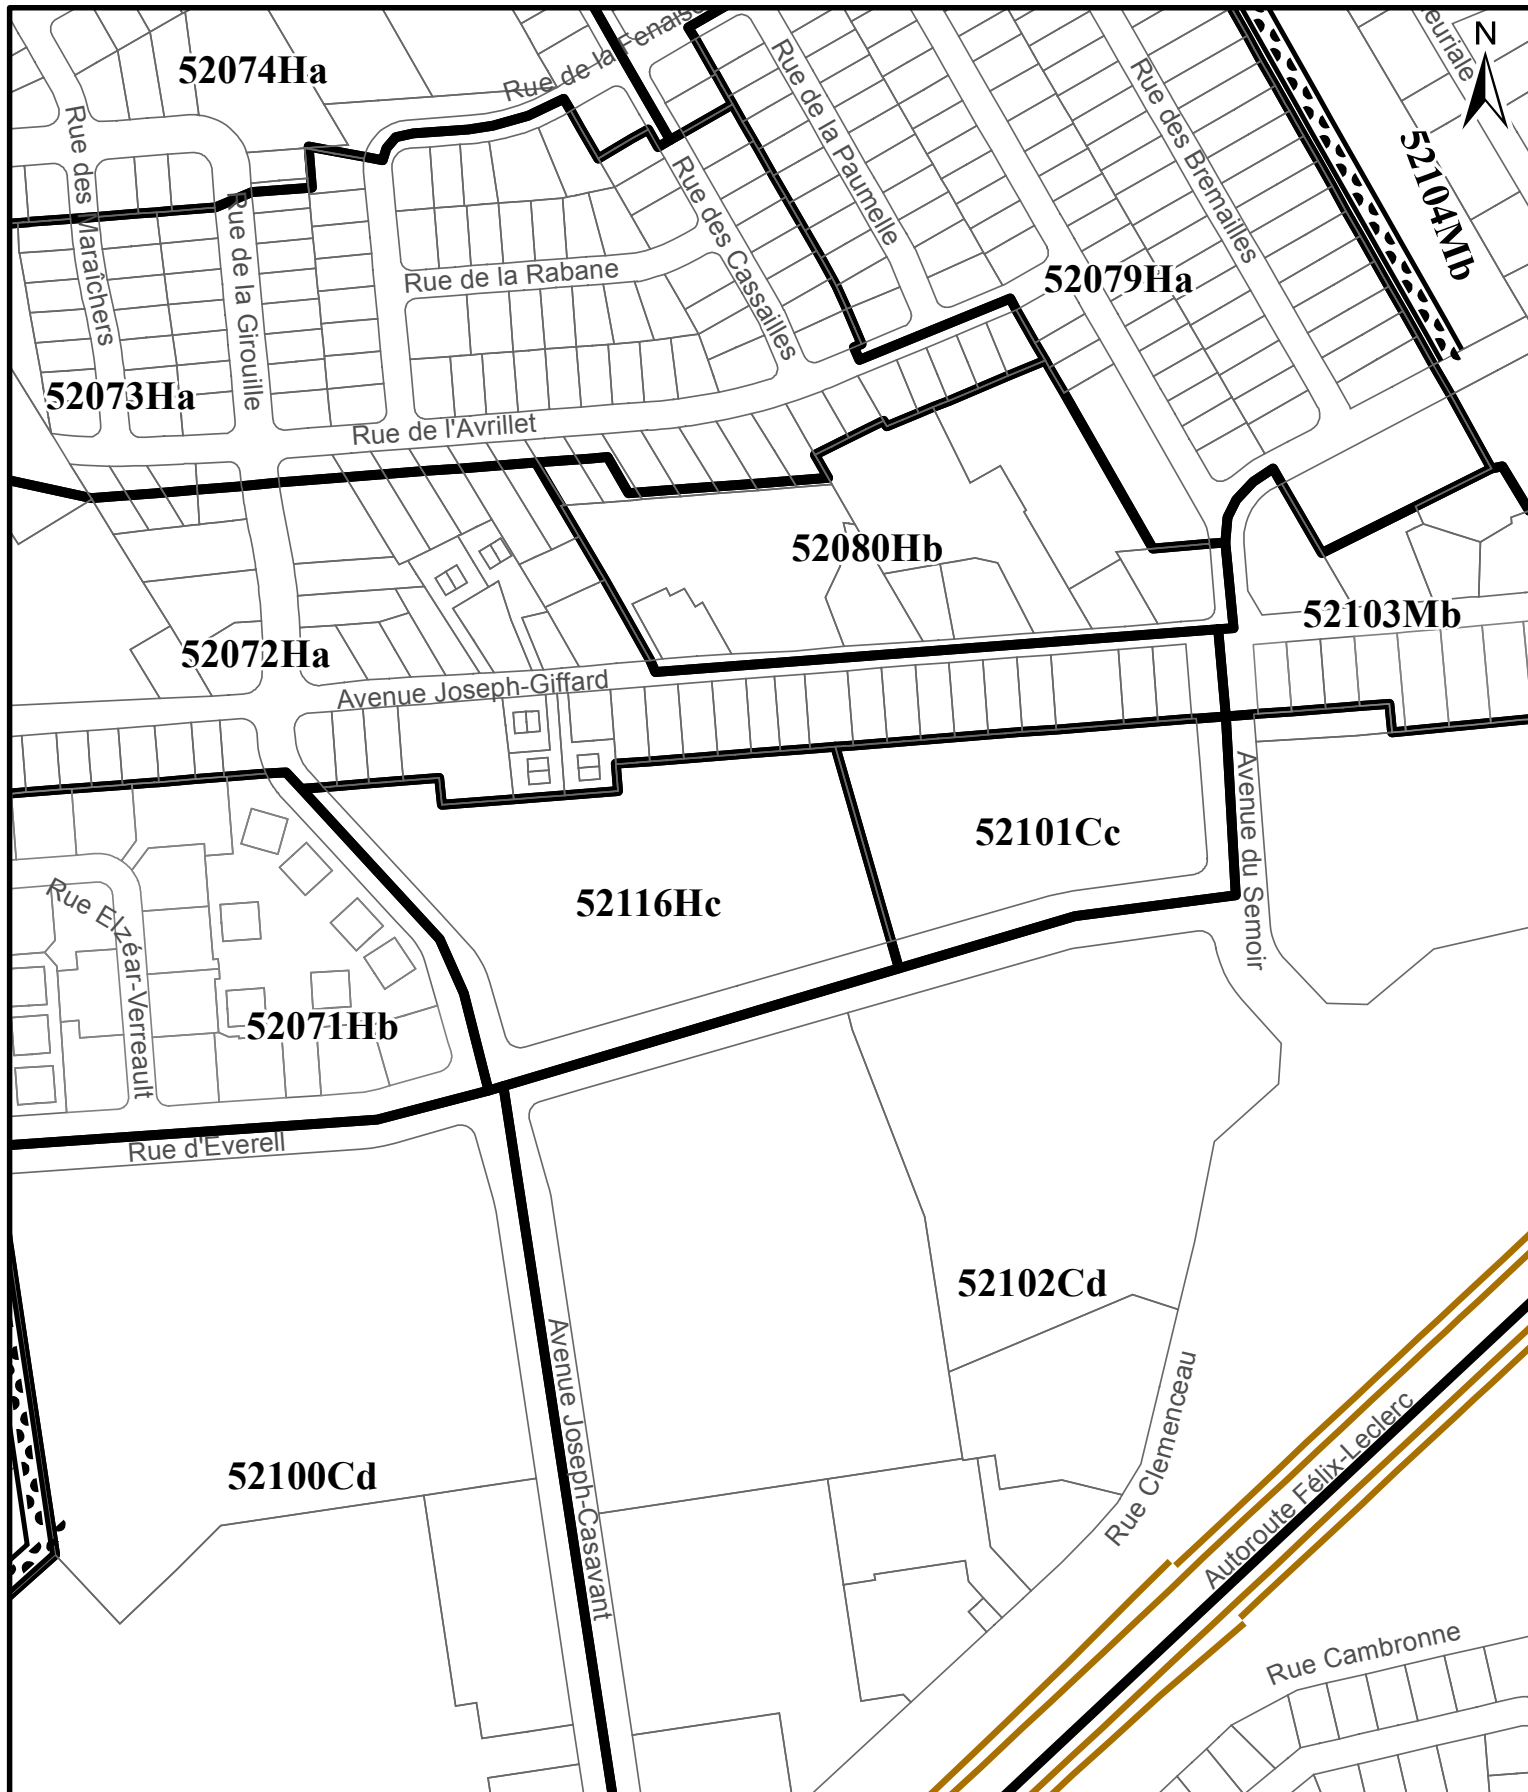 N
52074Ha
Rue de la Fenais
Rue de la Paumelle
Rue des Bremailles
52104Mb
Rue des Maraîchers
Rue de la Girouille
Rue des Cassailles
Rue de la Rabane
52079Ha
52073Ha
Rue de l'Avrillet
52080Hb
52103Mb
52072Ha
Avenue Joseph-Giffard
Avenue du Semoir
52101Cc
52116Hc
Rue Elzéar-Verreault
52071Hb
Rue d'Everell
52102Cd
Avenue Joseph-Casavant
Rue Clemenceau
Autoroute Félix-Leclerc
52100Cd
Rue Cambronne